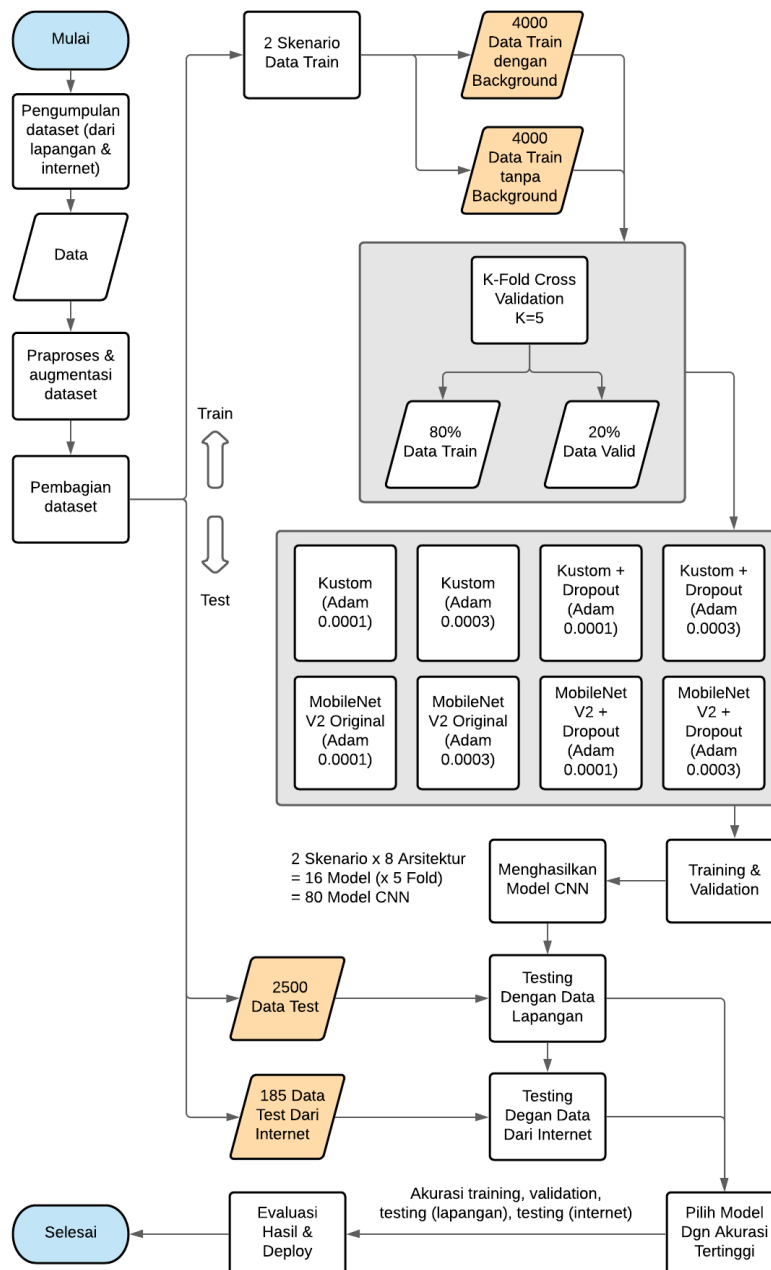 Mulai
Pengumpulan
dataset (dari
lapangan &
internet)
Data
Praproses &
augmentasi
dataset
Pembagian
dataset
Train
Test
2 Skenario
Data Train
4000
Data Train
dengan
Background
4000
Data Train
tanpa
Background
K-Fold Cross
Validation
K=5
80%
Data Train
20%
Data Valid
Kustom
(Adam
0.0001)
Kustom
(Adam
0.0003)
Kustom +
Dropout
(Adam
0.0001)
Kustom +
Dropout
(Adam
0.0003)
MobileNet
V2 Original
(Adam
0.0001)
MobileNet
V2 Original
(Adam
0.0003)
MobileNet
V2 +
Dropout
(Adam
0.0001)
MobileNet
V2 +
Dropout
(Adam
0.0003)
Training &
Validation
Menghasilkan
Model CNN
2 Skenario x 8 Arsitektur
= 16 Model (x 5 Fold)
= 80 Model CNN
2500
Data Test
Testing
Dengan Data
Lapangan
185 Data
Test Dari
Internet
Testing
Degan Data
Dari Internet
Pilih Model
Dgn Akurasi
Tertinggi
Akurasi training, validation,
testing (lapangan), testing (internet)
Evaluasi
Hasil &
Deploy
Selesai